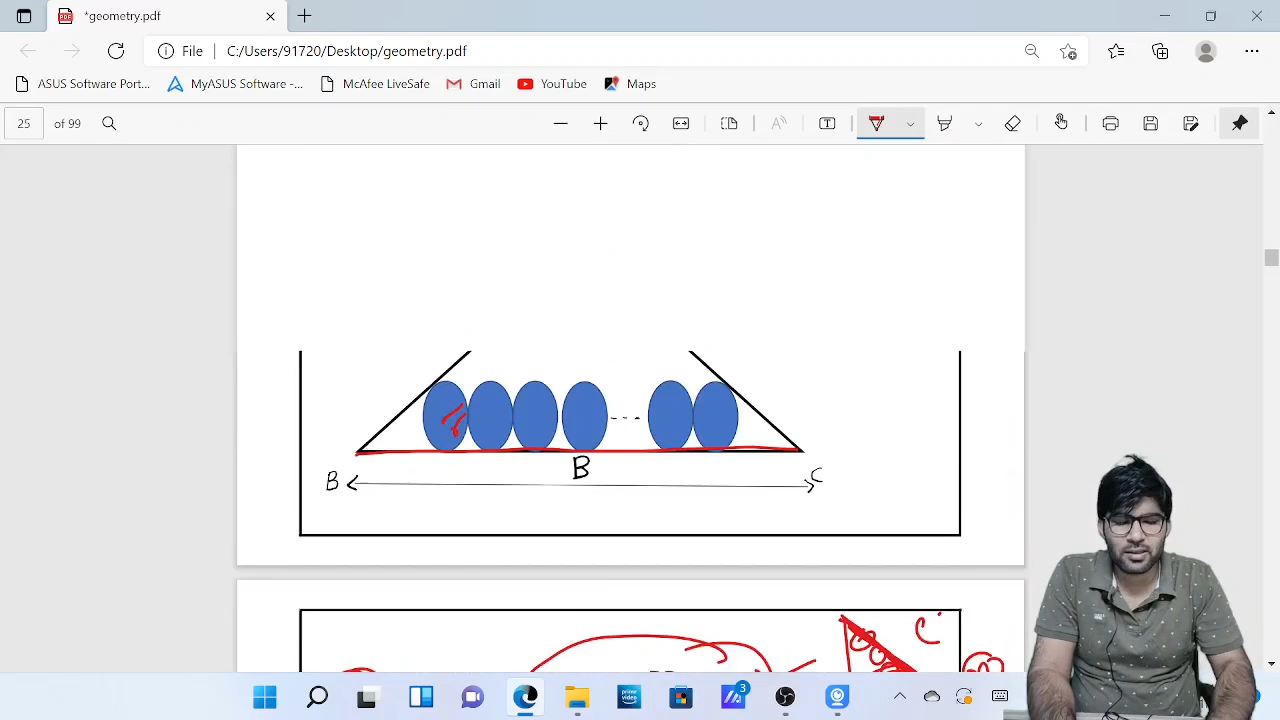 *geometry.pdf
File C:/Users/91720/Desktop/geometry.pdf
ASUS Software Port... MyASUS Software -... McAfee LiveSafe Gmail YouTube Maps
25 of 99
B
B C
C
3